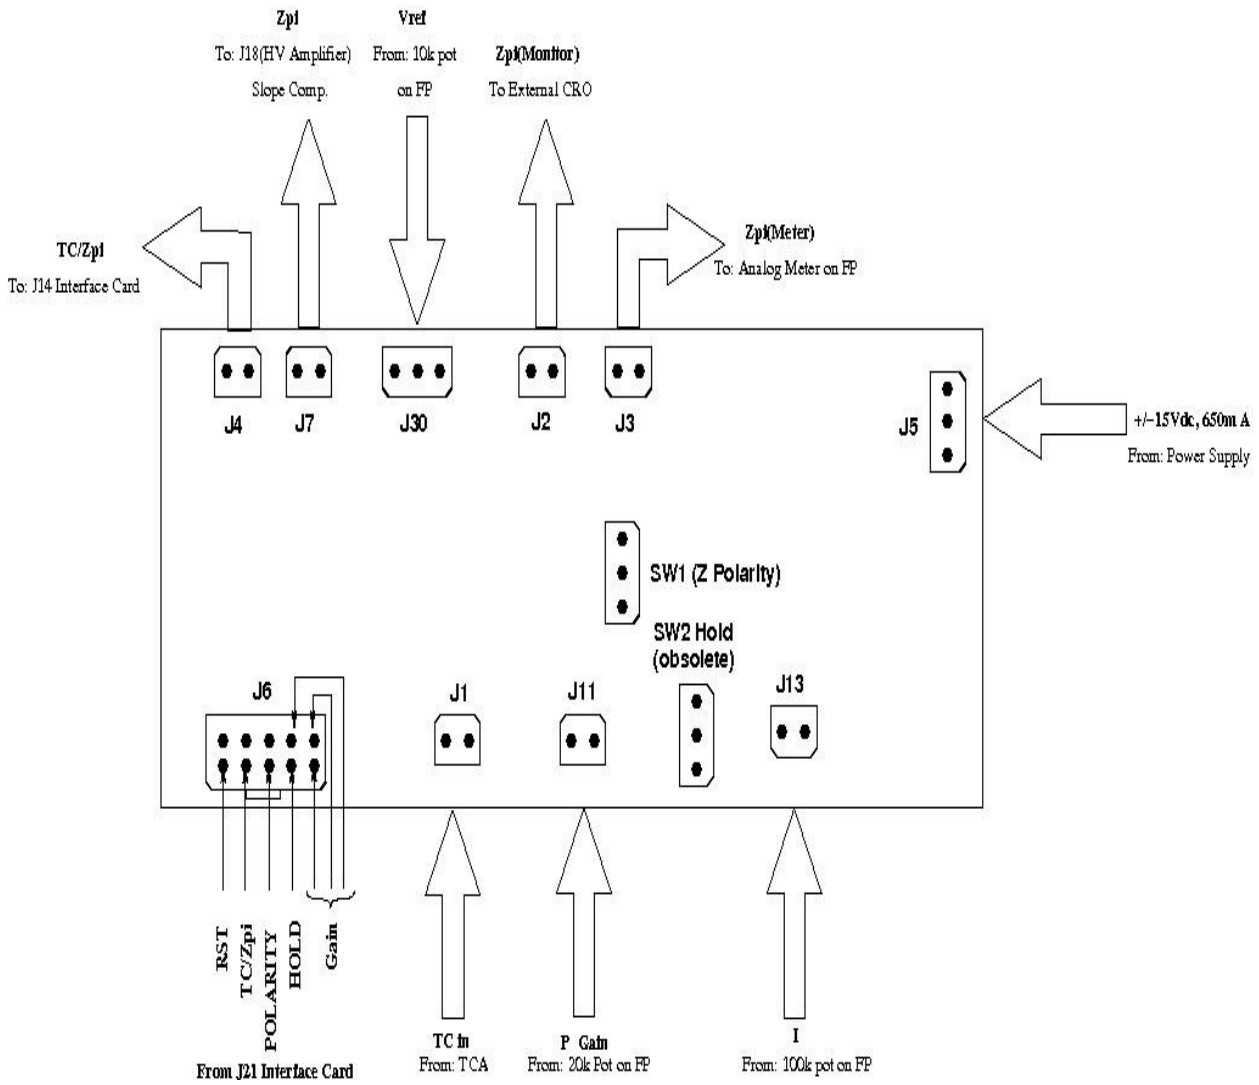 Zpi
To: J18(HV Amplifier)
Slope Comp.
Vref
From: 10k pot
on FP
Zpi(Monitor)
To External CRO
TC/Zpi
To: J14 Interface Card
Zpi(Meter)
To: Analog Meter on FP
J4
J7
J30
J2
J3
J5
+/−15Vdc, 650m A
From: Power Supply
SW1 (Z Polarity)
SW2 Hold
(obsolete)
J6
J1
J11
J13
RST
TC/Zpi
POLARITY
HOLD
Gain
From J21 Interface Card
TC in
From: TCA
P Gain
From: 20k Pot on FP
I
From: 100k pot on FP